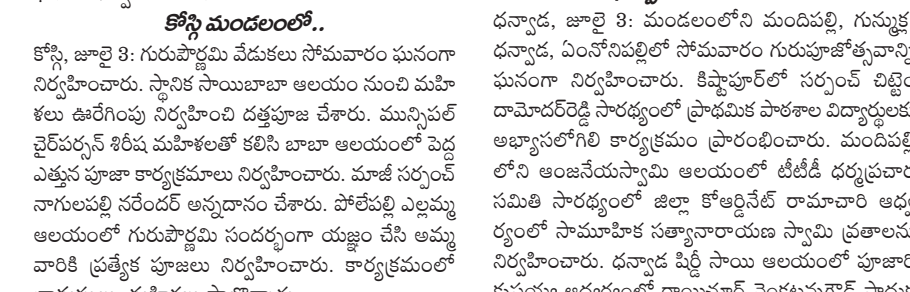 కోస్గి మండలంలో..
కోస్గి, జూలై 3: గురుపౌర్ణమి వేడుకలు సోమవారం ఘనంగా
నిర్వహించారు. స్థానిక సాయిబాబా ఆలయం నుంచి మహి
ళలు ఊరేగింపు నిర్వహించి దత్తపూజ చేశారు. మున్సిపల్
చైర్‌పర్సన్ శిరీష మహిళలతో కలిసి బాబా ఆలయంలో పెద్ద
ఎత్తున పూజా కార్యక్రమాలు నిర్వహించారు. మాజీ సర్పంచ్
నాగులపల్లి నరేందర్ అన్నదానం చేశారు. పోలేపల్లి ఎల్లమ్మ
ఆలయంలో గురుపౌర్ణమి సందర్భంగా యజ్ఞం చేసి అమ్మ
వారికి ప్రత్యేక పూజలు నిర్వహించారు. కార్యక్రమంలో
ధన్వాడ, జూలై 3: మండలంలోని మందిపల్లి, గున్ముక్ల,
ధన్వాడ, ఏంనోనిపల్లిలో సోమవారం గురుపూజోత్సవాన్ని
ఘనంగా నిర్వహించారు. కిష్టాపూర్‌లో సర్పంచ్ చిట్టెం
దామోదర్‌రెడ్డి సారథ్యంలో ప్రాథమిక పాఠశాల విద్యార్థులకు
అభ్యాసలోగిలి కార్యక్రమం ప్రారంభించారు. మందిపల్లి
లోని ఆంజనేయస్వామి ఆలయంలో టీటీడీ ధర్మప్రచార
సమితి సారథ్యంలో జిల్లా కోఆర్డినేట్ రామాచారి ఆధ్వ
ర్యంలో సామూహిక సత్యానారాయణ స్వామి వ్రతాలను
నిర్వహించారు. ధన్వాడ షిర్డీ సాయి ఆలయంలో పూజారి